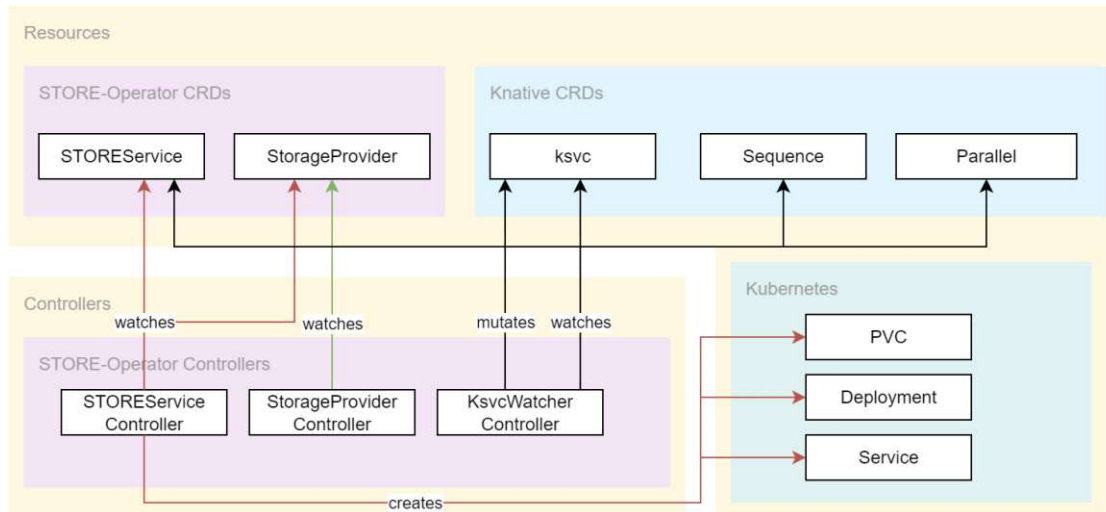 Resources
STORE-Operator CRDs
Knative CRDs
STOREService
StorageProvider
ksvc
Sequence
Parallel
Controllers
Kubernetes
watches
watches
mutates
watches
PVC
STORE-Operator Controllers
STOREService
Controller
StorageProvider
Controller
KsvcWatcher
Controller
Deployment
Service
creates